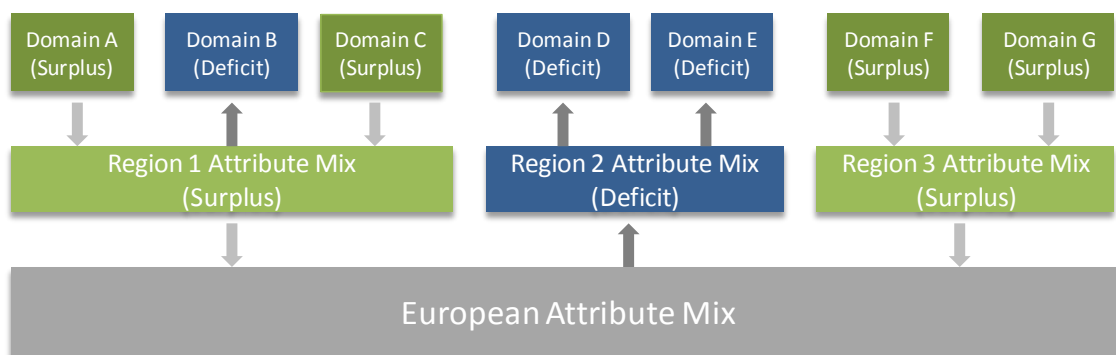 Domain A
(Surplus)
Domain B
(Deficit)
Domain C
(Surplus)
Domain D
(Deficit)
Domain E
(Deficit)
Domain F
(Surplus)
Domain G
(Surplus)
Region 1 Attribute Mix
(Surplus)
Region 2 Attribute Mix
(Deficit)
Region 3 Attribute Mix
(Surplus)
European Attribute Mix